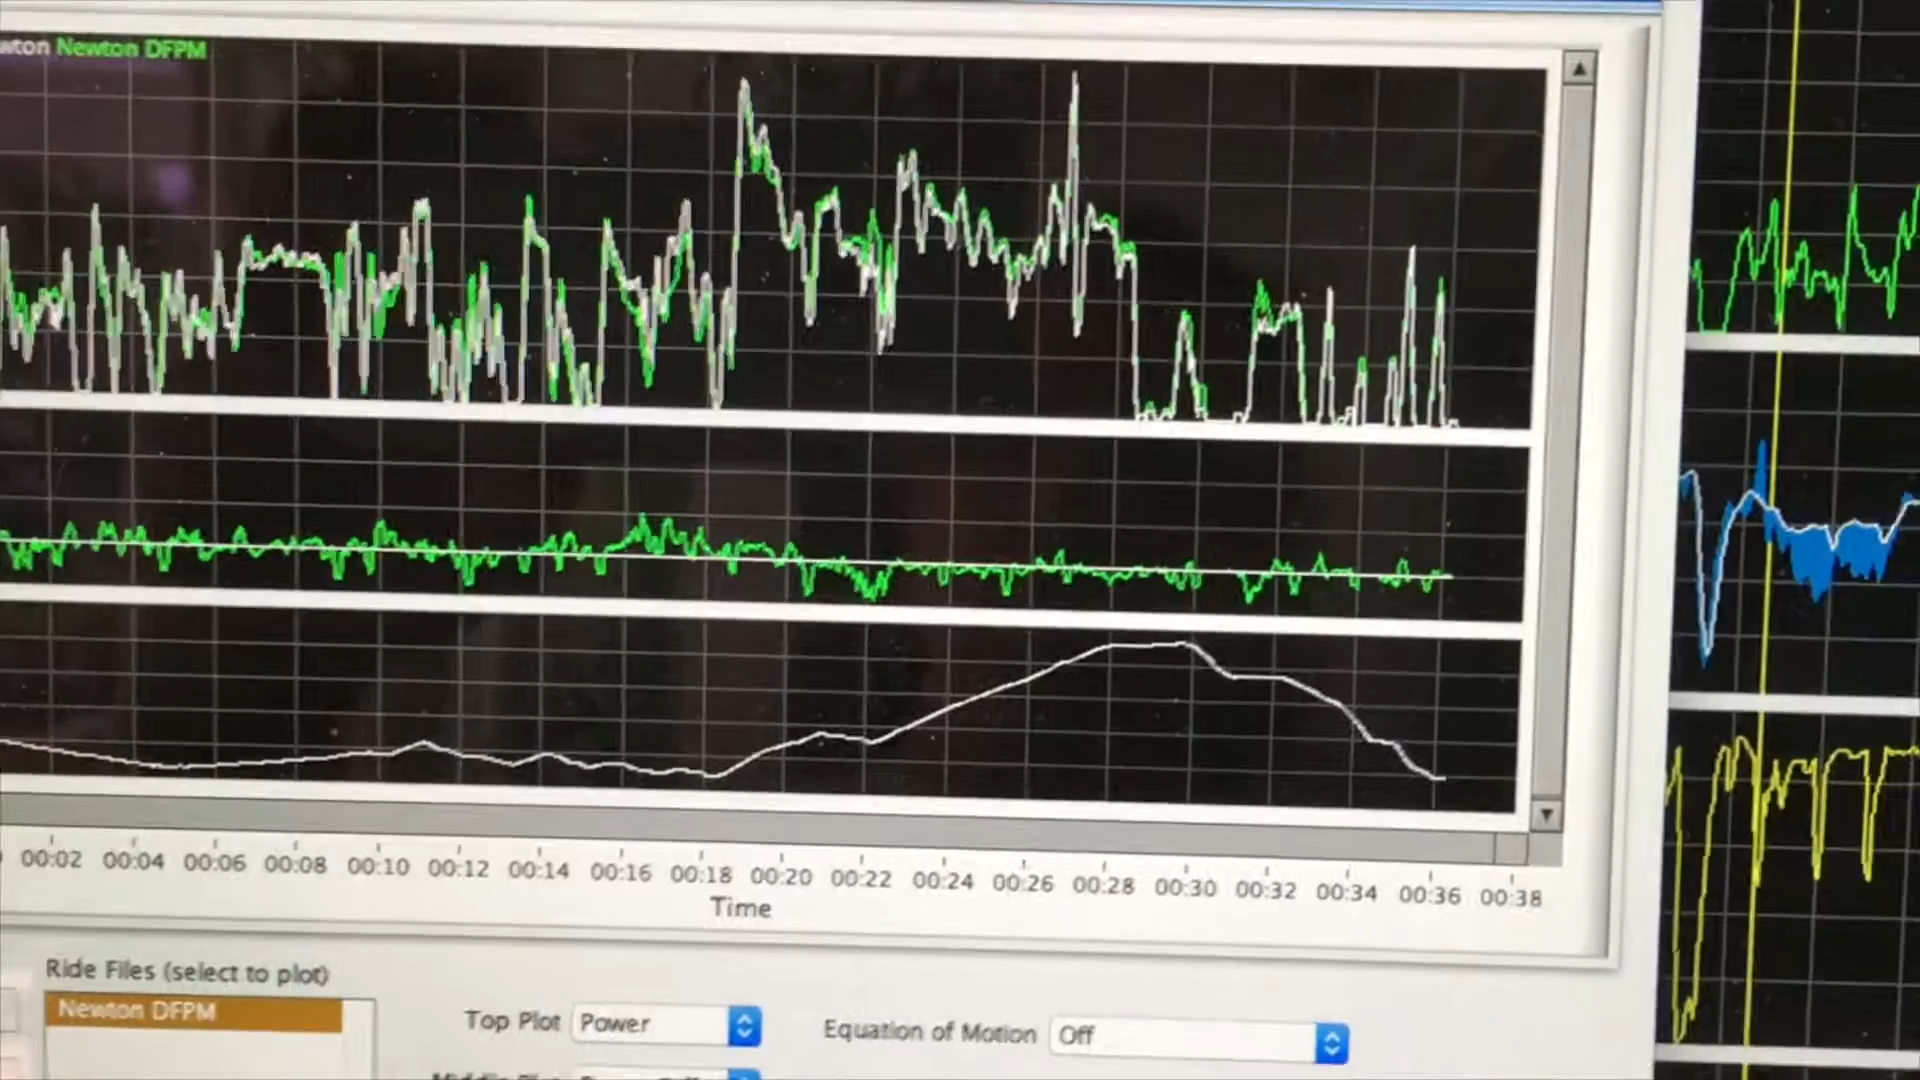 Newton DFPM
00:02 00:04 00:06 00:08 00:10 00:12 00:14 00:16 00:18 00:20 00:22 00:24 00:26 00:28 00:30 00:32 00:34 00:36 00:38
Time
Ride Files (select to plot)
Newton DFPM
Top Plot Power
Equation of Motion Off